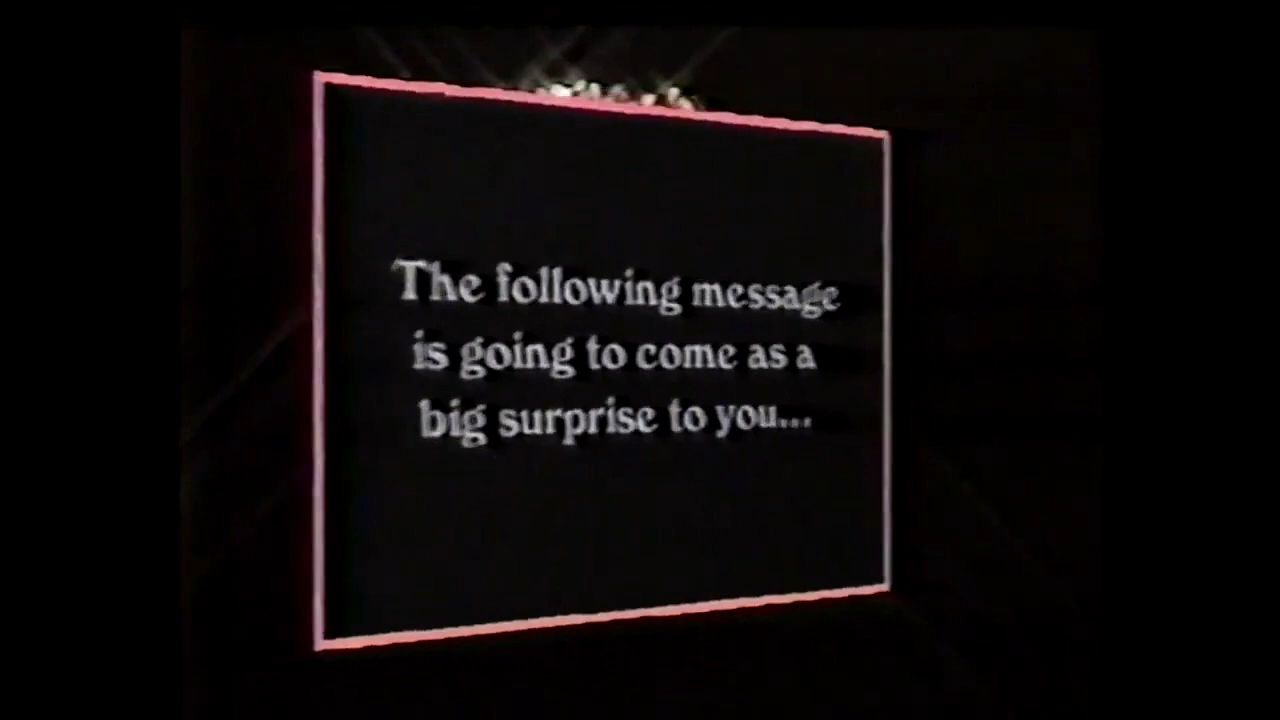 The following message
is going to come as a
big surprise to you...